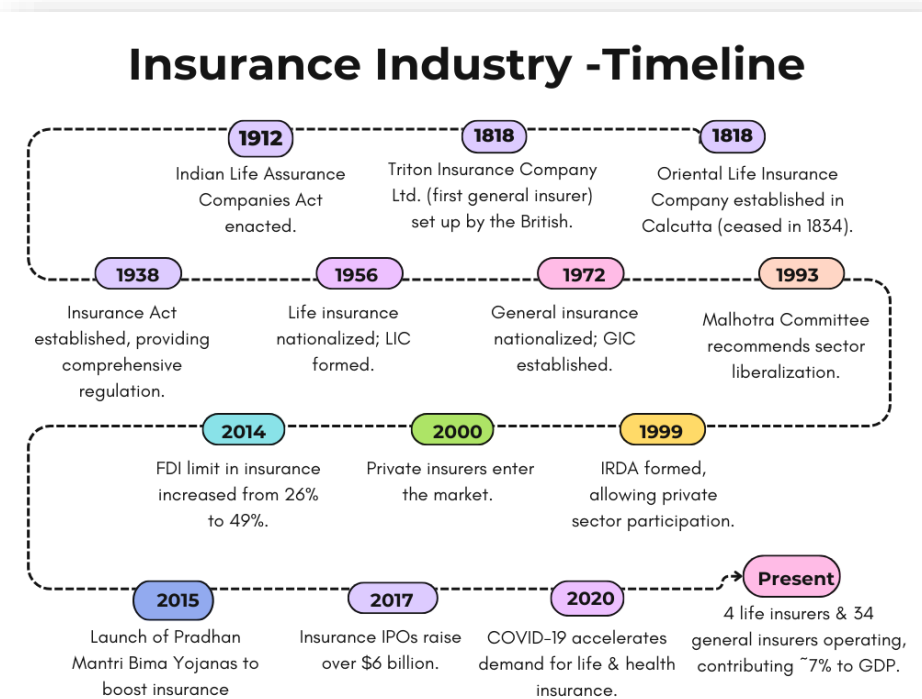 Insurance Industry -Timeline
1912
Indian Life Assurance
Companies Act
enacted.
1818
Triton Insurance Company
Ltd. (first general insurer)
set up by the British.
1818
Oriental Life Insurance
Company established in
Calcutta (ceased in 1834).
1938
Insurance Act
established, providing
comprehensive
regulation.
1956
Life insurance
nationalized; LIC
formed.
1972
General insurance
nationalized; GIC
established.
1993
Malhotra Committee
recommends sector
liberalization.
2014
FDI limit in insurance
increased from 26%
to 49%.
2000
Private insurers enter
the market.
1999
IRDA formed,
allowing private
sector participation.
2015
Launch of Pradhan
Mantri Bima Yojanas to
boost insurance
2017
Insurance IPOs raise
over $6 billion.
2020
COVID-19 accelerates
demand for life & health
insurance.
Present
4 life insurers & 34
general insurers operating,
contributing ~7% to GDP.